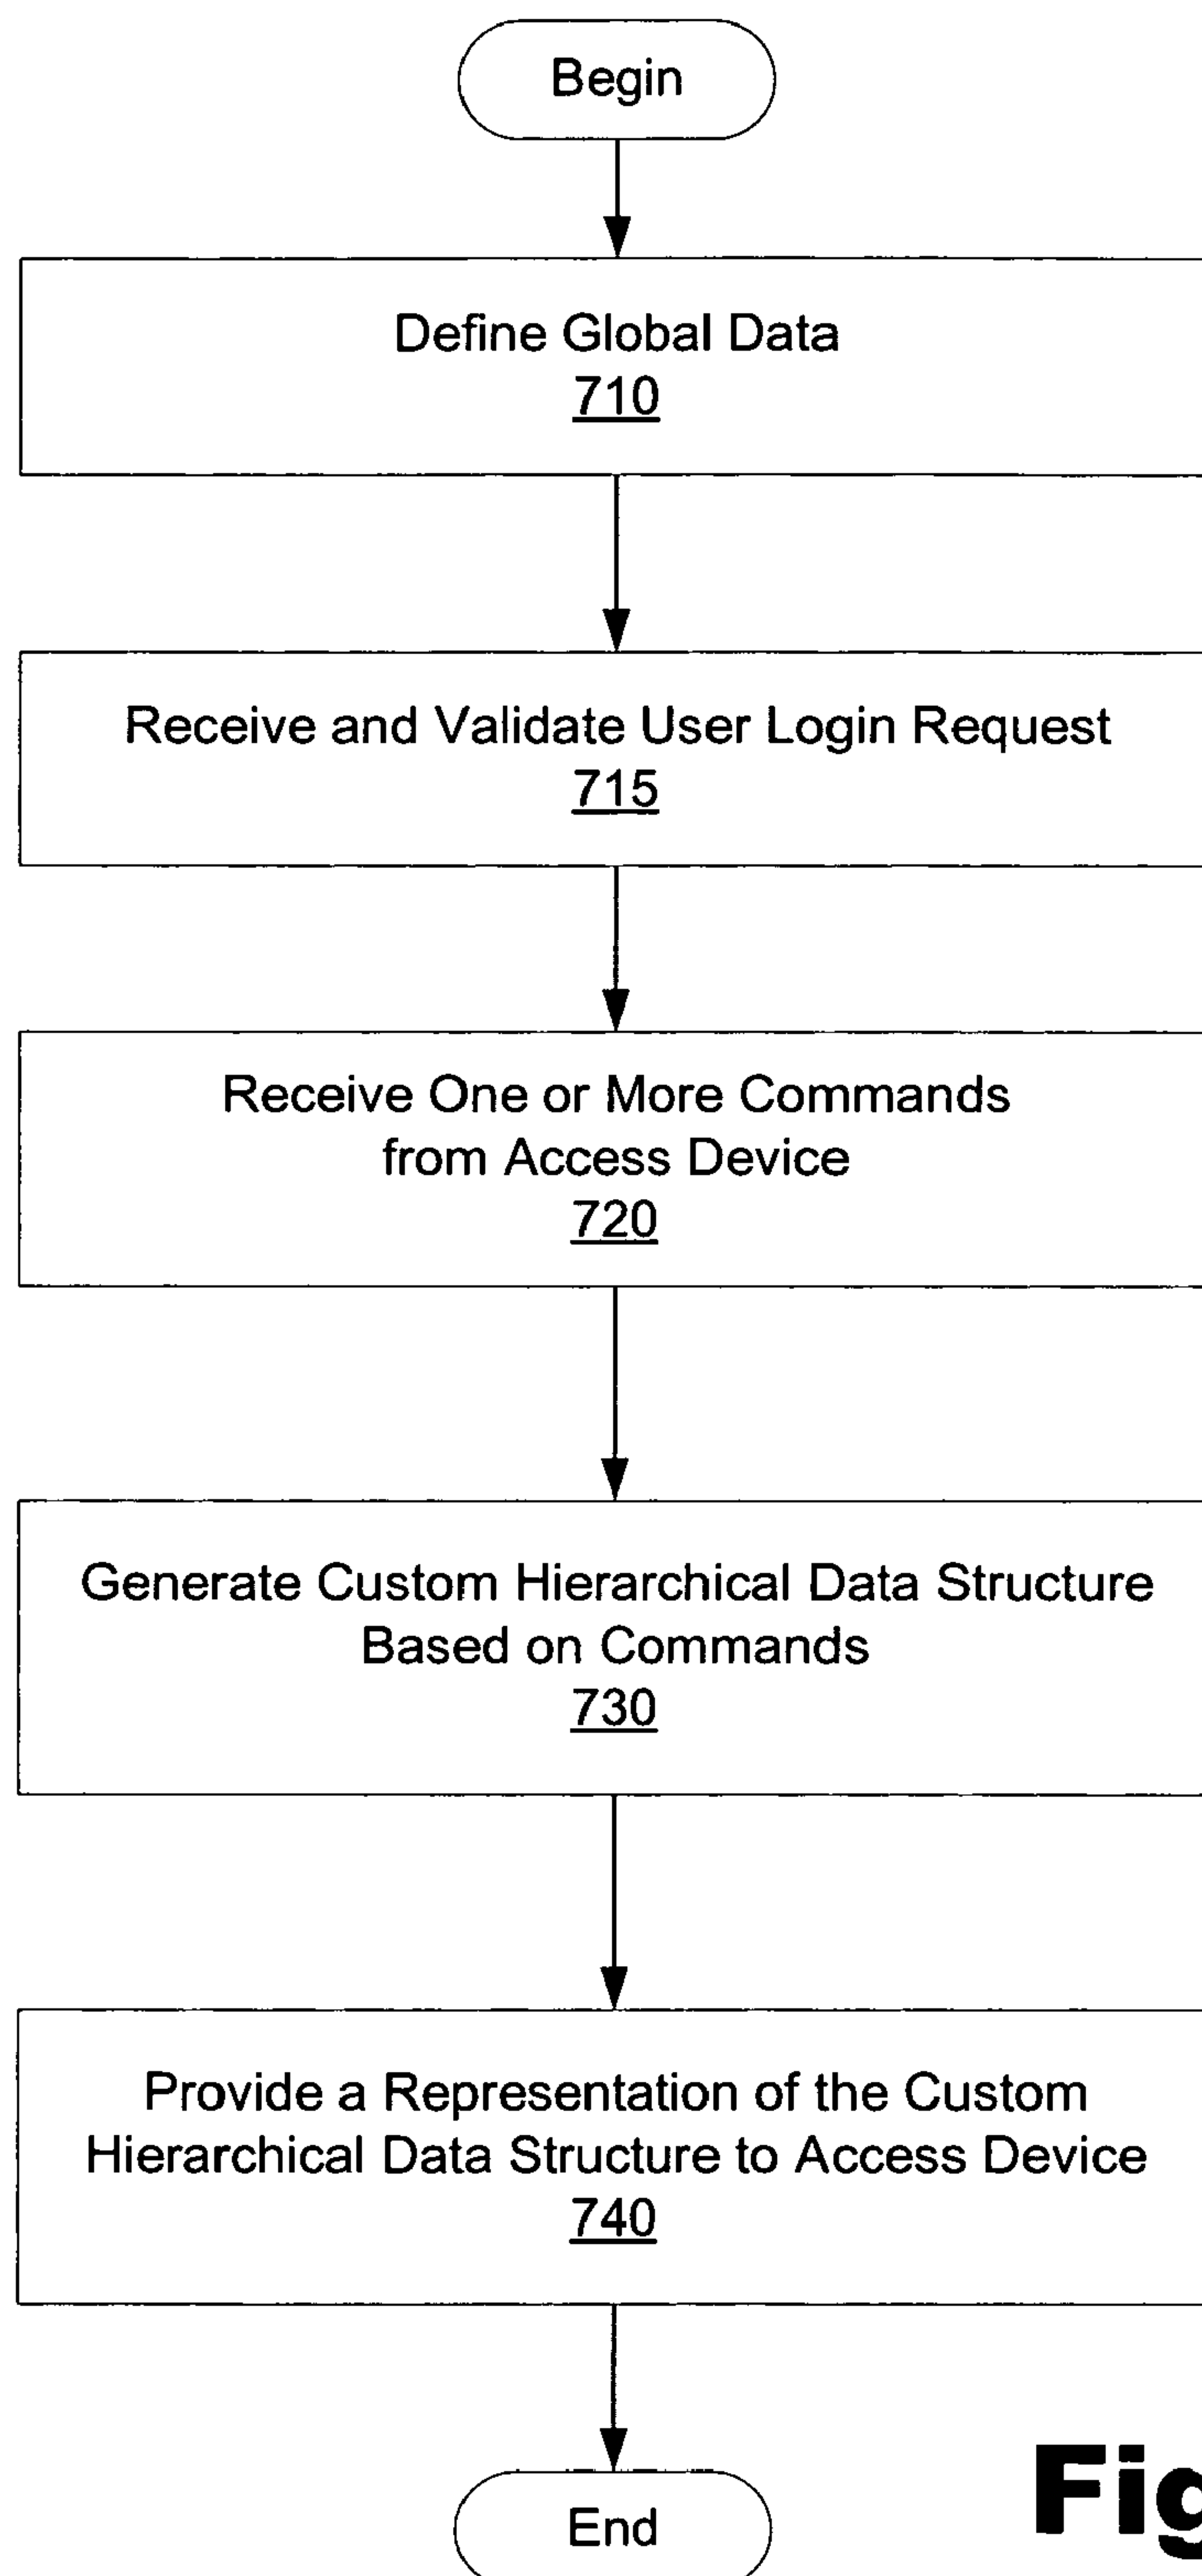 Begin
Define Global Data
710
Receive and Validate User Login Request
715
Receive One or More Commands
from Access Device
720
Generate Custom Hierarchical Data Structure
Based on Commands
730
Provide a Representation of the Custom
Hierarchical Data Structure to Access Device
740
End